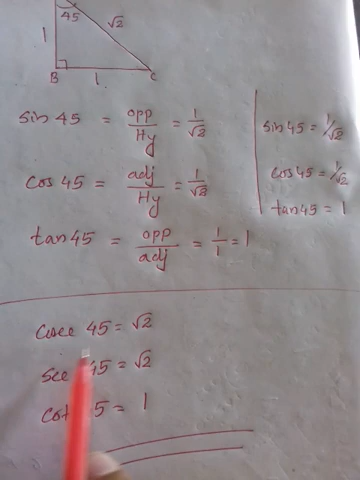 45 √2
1
B 1 C
sin 45 = opp/Hy = 1/√2
cos 45 = adj/Hy = 1/√2
tan 45 = opp/adj = 1/1 = 1
sin 45 = 1/√2
cos 45 = 1/√2
tan 45 = 1
cosec 45 = √2
sec 45 = √2
cot 5 = 1